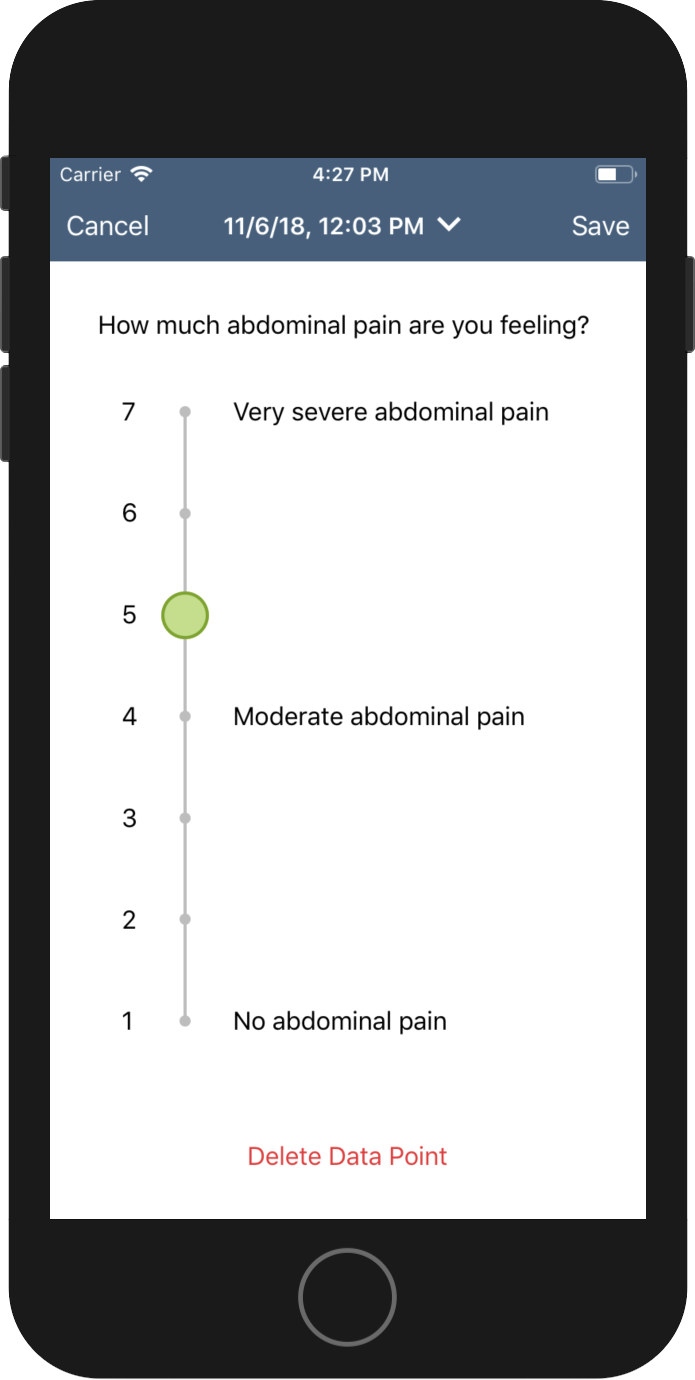 Carrier 4:27 PM
Cancel 11/6/18, 12:03 PM Save
How much abdominal pain are you feeling?
7 Very severe abdominal pain
6
5
4 Moderate abdominal pain
3
2
1 No abdominal pain
Delete Data Point